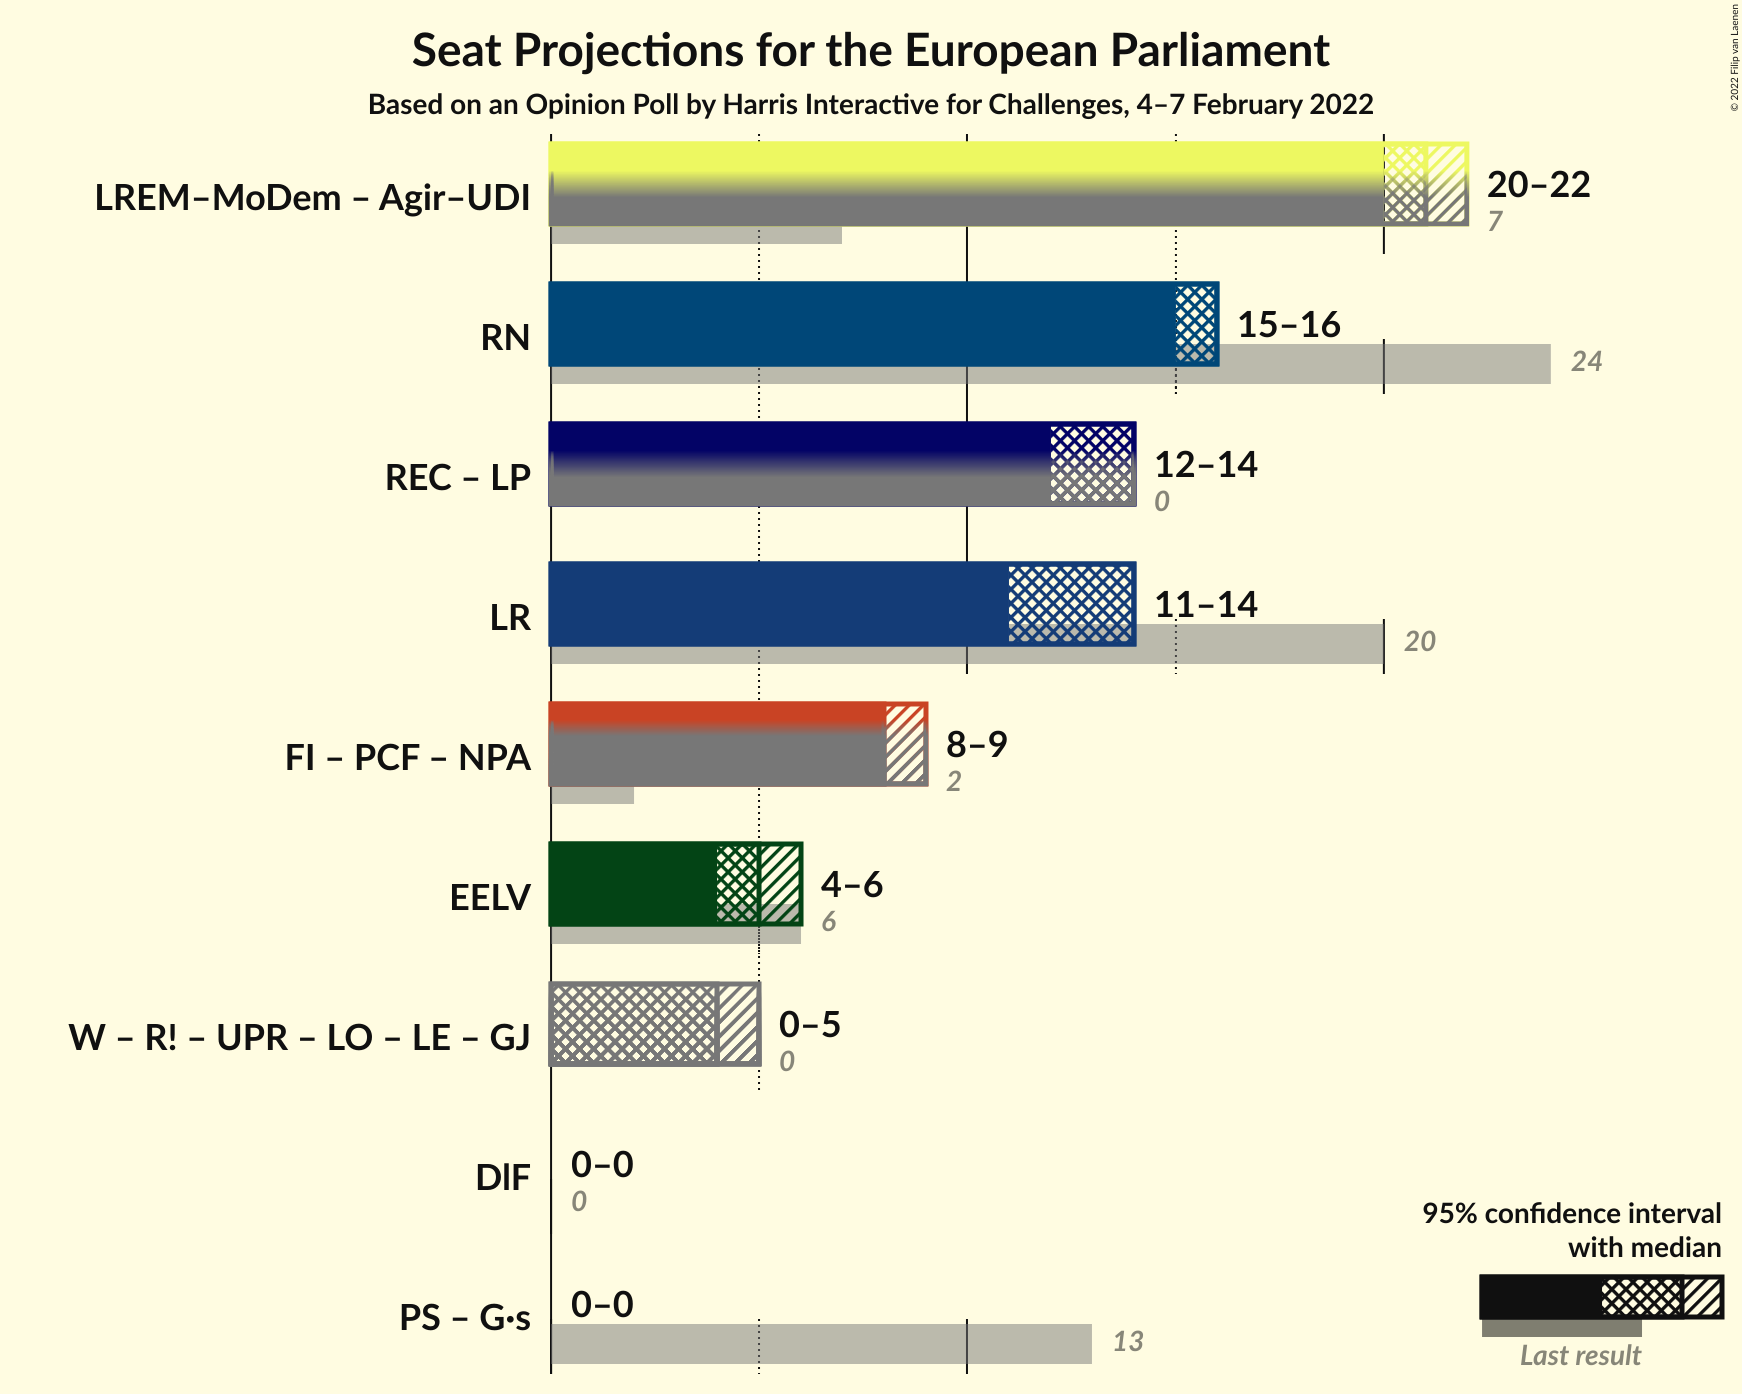 Seat Projections for the European Parliament
Based on an Opinion Poll by Harris Interactive for Challenges, 4–7 February 2022
© 2022 Filip van Laenen
LREM–MoDem – Agir–UDI
20–22
7
RN
15–16
24
REC – LP
12–14
0
LR
11–14
20
FI – PCF – NPA
8–9
2
EELV
4–6
6
W – R! – UPR – LO – LE – GJ
0–5
0
DlF
0–0
0
PS – G·s
0–0
13
95% confidence interval
with median
Last result